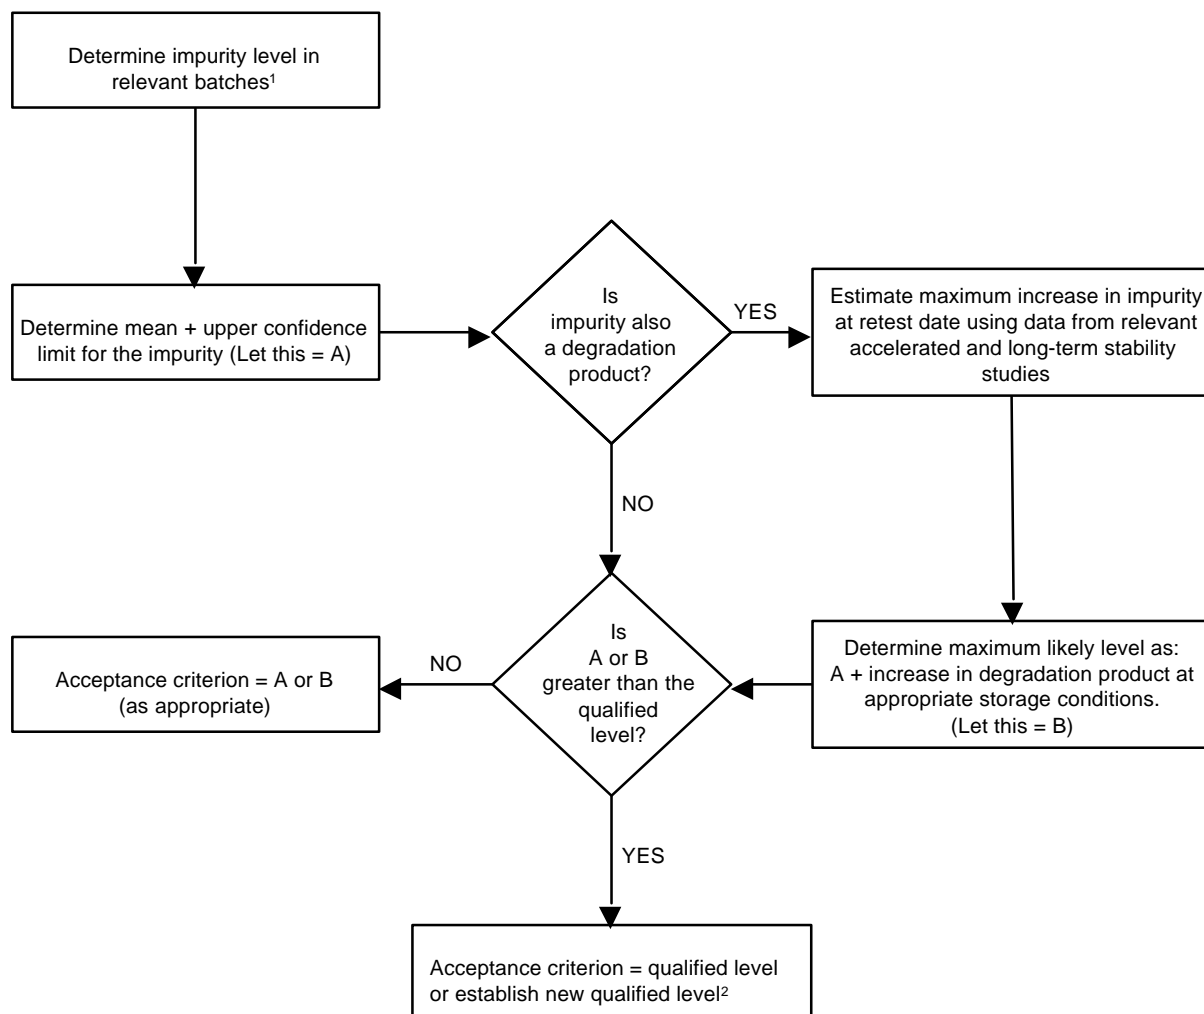 Determine impurity level in
relevant batches¹
Determine mean + upper confidence
limit for the impurity (Let this = A)
Is
impurity also
a degradation
product?
YES
Estimate maximum increase in impurity
at retest date using data from relevant
accelerated and long-term stability
studies
NO
Determine maximum likely level as:
A + increase in degradation product at
appropriate storage conditions.
(Let this = B)
Is
A or B
greater than the
qualified
level?
NO
Acceptance criterion = A or B
(as appropriate)
YES
Acceptance criterion = qualified level
or establish new qualified level²